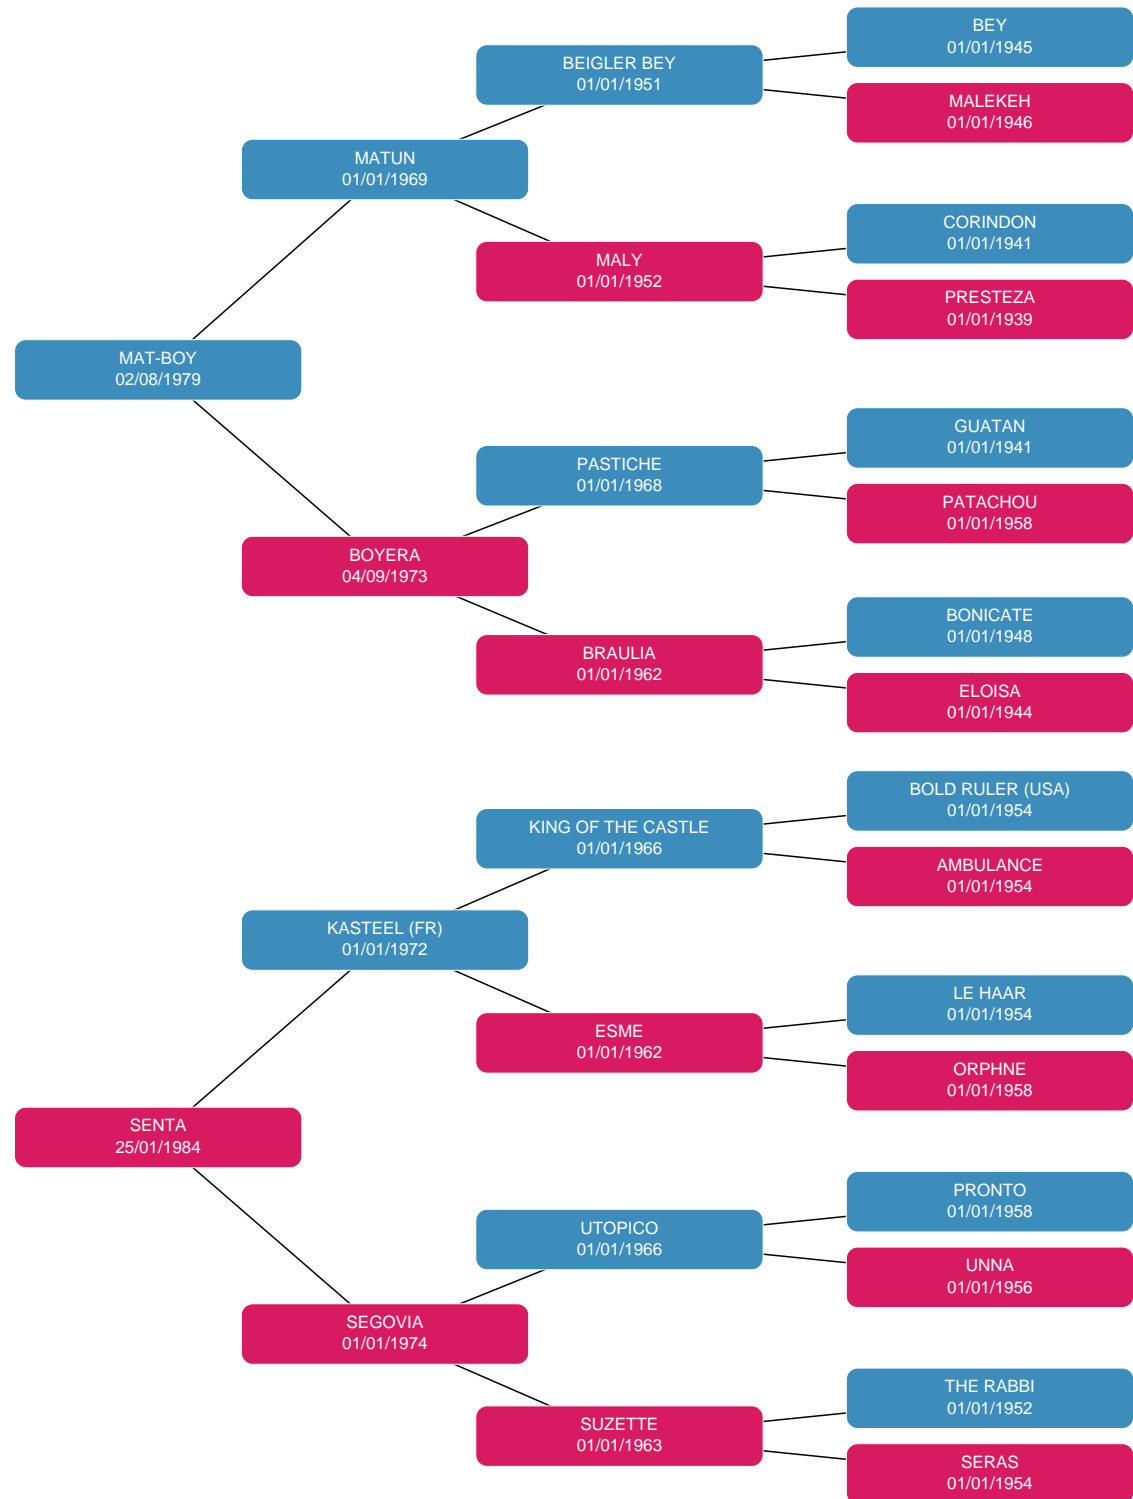 BEY
01/01/1945
BEIGLER BEY
01/01/1951
MALEKEH
01/01/1946
MATUN
01/01/1969
CORINDON
01/01/1941
MALY
01/01/1952
PRESTEZA
01/01/1939
MAT-BOY
02/08/1979
GUATAN
01/01/1941
PASTICHE
01/01/1968
PATACHOU
01/01/1958
BOYERA
04/09/1973
BONICATE
01/01/1948
BRAULIA
01/01/1962
ELOISA
01/01/1944
BOLD RULER (USA)
01/01/1954
KING OF THE CASTLE
01/01/1966
AMBULANCE
01/01/1954
KASTEEL (FR)
01/01/1972
LE HAAR
01/01/1954
ESME
01/01/1962
ORPHNE
01/01/1958
SENTA
25/01/1984
PRONTO
01/01/1958
UTOPICO
01/01/1966
UNNA
01/01/1956
SEGOVIA
01/01/1974
THE RABBI
01/01/1952
SUZETTE
01/01/1963
SERAS
01/01/1954